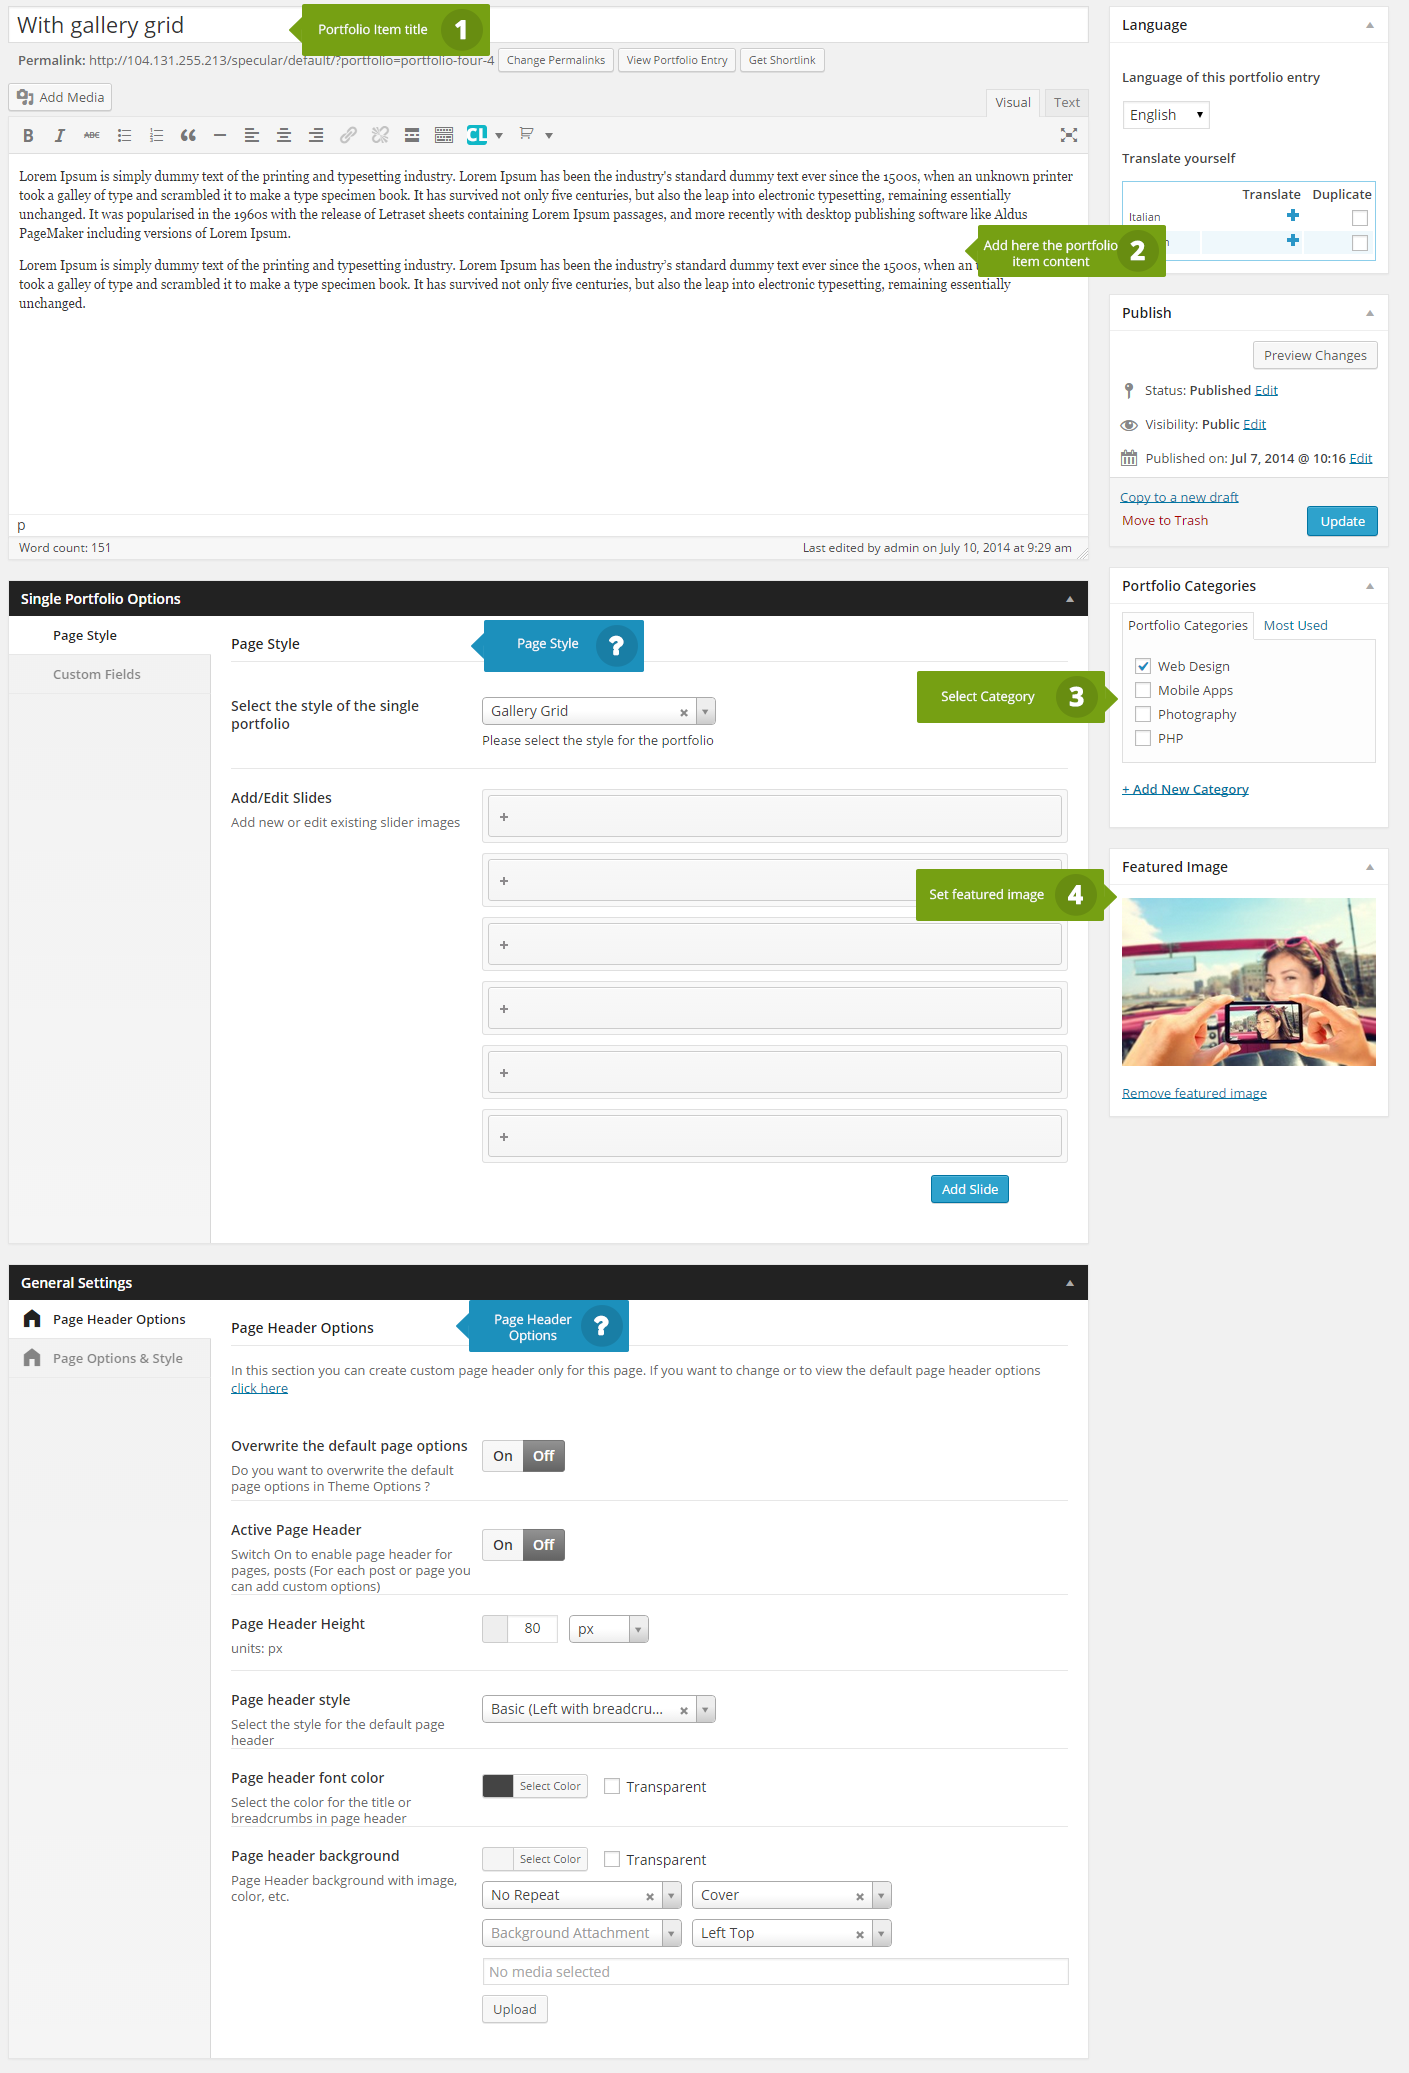 With gallery grid
Portfolio Item title 1
Permalink: http://104.131.255.213/specular/default/?portfolio=portfolio-four-4 Change Permalinks View Portfolio Entry Get Shortlink
Add Media
Visual Text
B I ABC CL
Lorem Ipsum is simply dummy text of the printing and typesetting industry. Lorem Ipsum has been the industry's standard dummy text ever since the 1500s, when an unknown printer
took a galley of type and scrambled it to make a type specimen book. It has survived not only five centuries, but also the leap into electronic typesetting, remaining essentially
unchanged. It was popularised in the 1960s with the release of Letraset sheets containing Lorem Ipsum passages, and more recently with desktop publishing software like Aldus
PageMaker including versions of Lorem Ipsum.
Lorem Ipsum is simply dummy text of the printing and typesetting industry. Lorem Ipsum has been the industry's standard dummy text ever since the 1500s, when an
took a galley of type and scrambled it to make a type specimen book. It has survived not only five centuries, but also the leap into electronic typesetting, remaining essentially
unchanged.
Add here the portfolio
item content 2
p
Word count: 151
Last edited by admin on July 10, 2014 at 9:29 am
Single Portfolio Options
Page Style
Custom Fields
Page Style
Page Style ?
Select the style of the single
portfolio
Gallery Grid
Please select the style for the portfolio
Add/Edit Slides
Add new or edit existing slider images
+
+
+
+
+
+
Add Slide
General Settings
Page Header Options
Page Options & Style
Page Header Options
Page Header
Options ?
In this section you can create custom page header only for this page. If you want to change or to view the default page header options
click here
Overwrite the default page options
Do you want to overwrite the default
page options in Theme Options ?
On Off
Active Page Header
Switch On to enable page header for
pages, posts (For each post or page you
can add custom options)
On Off
Page Header Height
units: px
80 px
Page header style
Select the style for the default page
header
Basic (Left with breadcru...
Page header font color
Select the color for the title or
breadcrumbs in page header
Select Color Transparent
Page header background
Page Header background with image,
color, etc.
Select Color Transparent
No Repeat Cover
Background Attachment Left Top
No media selected
Upload
Language
Language of this portfolio entry
English
Translate yourself
Translate Duplicate
Italian
Publish
Preview Changes
Status: Published Edit
Visibility: Public Edit
Published on: Jul 7, 2014 @ 10:16 Edit
Copy to a new draft
Move to Trash
Update
Portfolio Categories
Portfolio Categories Most Used
Web Design
Mobile Apps
Photography
PHP
+ Add New Category
Select Category 3
Featured Image
Set featured image 4
Remove featured image